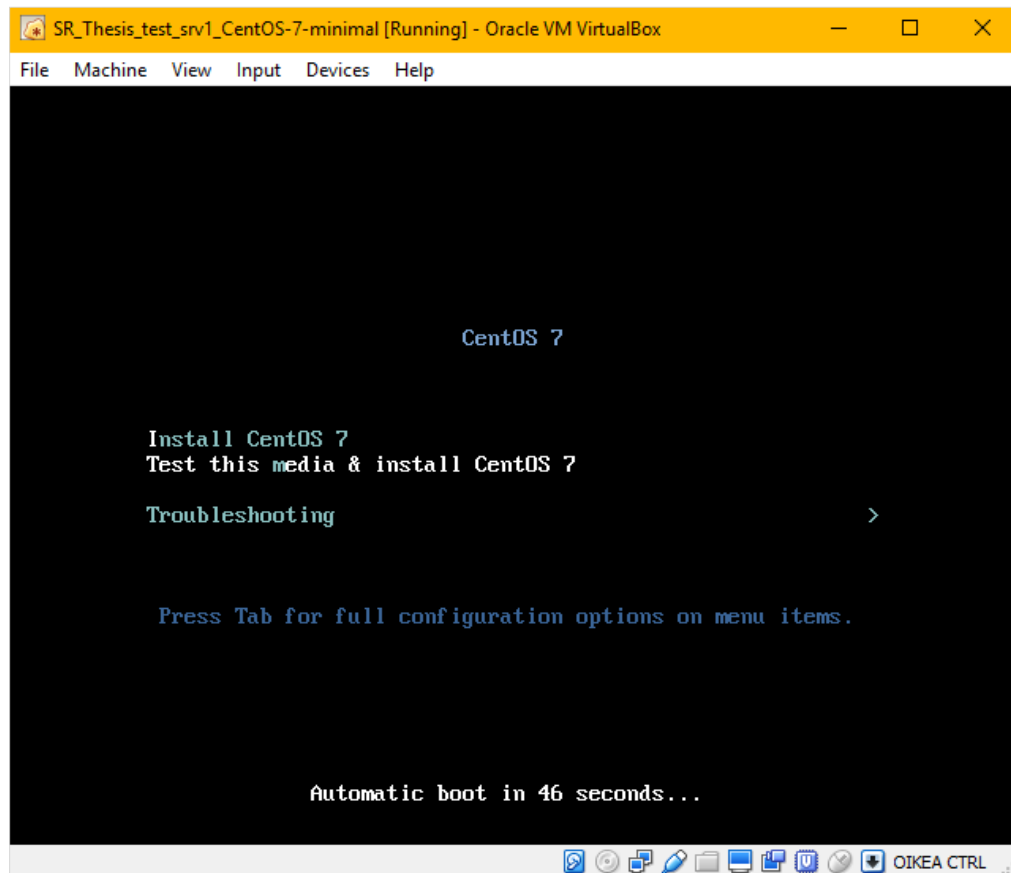 SR_Thesis_test_srv1_CentOS-7-minimal [Running] - Oracle VM VirtualBox
File Machine View Input Devices Help
CentOS 7
Install CentOS 7
Test this media & install CentOS 7
Troubleshooting >
Press Tab for full configuration options on menu items.
Automatic boot in 46 seconds...
OIKEA CTRL